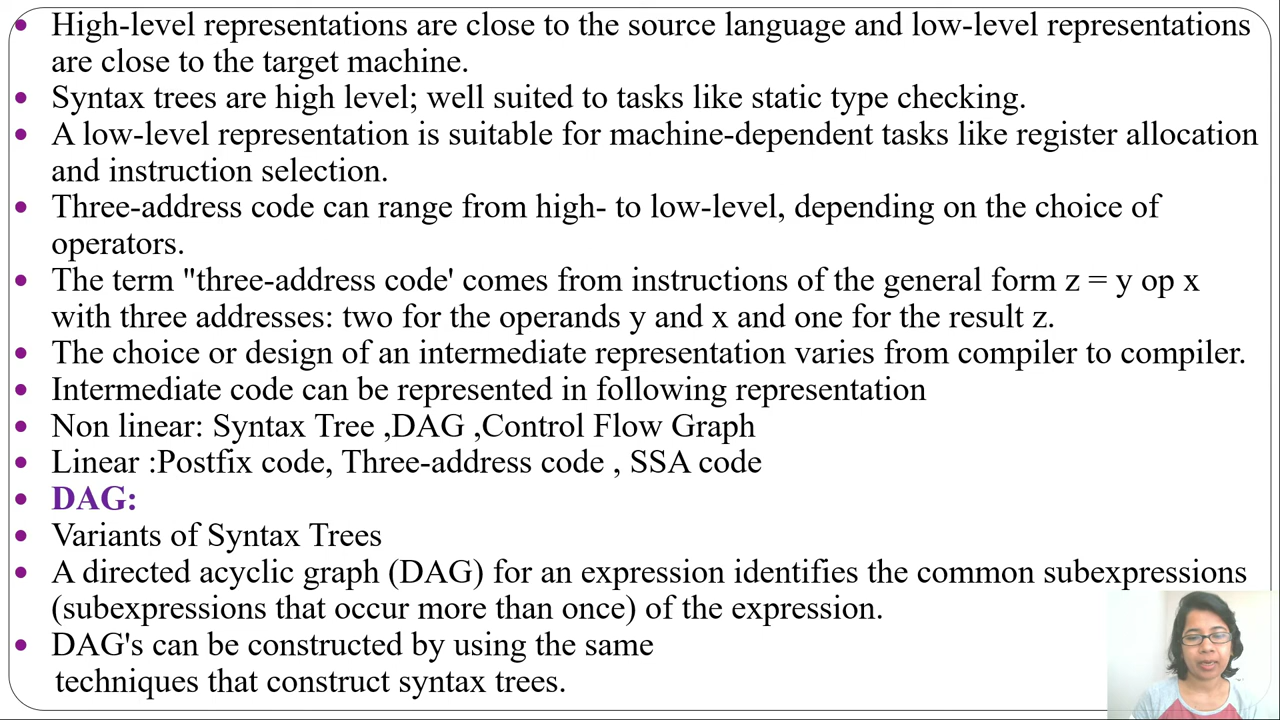 High-level representations are close to the source language and low-level representations
are close to the target machine.
Syntax trees are high level; well suited to tasks like static type checking.
A low-level representation is suitable for machine-dependent tasks like register allocation
and instruction selection.
Three-address code can range from high- to low-level, depending on the choice of
operators.
The term "three-address code' comes from instructions of the general form z = y op x
with three addresses: two for the operands y and x and one for the result z.
The choice or design of an intermediate representation varies from compiler to compiler.
Intermediate code can be represented in following representation
Non linear: Syntax Tree ,DAG ,Control Flow Graph
Linear :Postfix code, Three-address code , SSA code
DAG:
Variants of Syntax Trees
A directed acyclic graph (DAG) for an expression identifies the common subexpressions
(subexpressions that occur more than once) of the expression.
DAG's can be constructed by using the same
techniques that construct syntax trees.